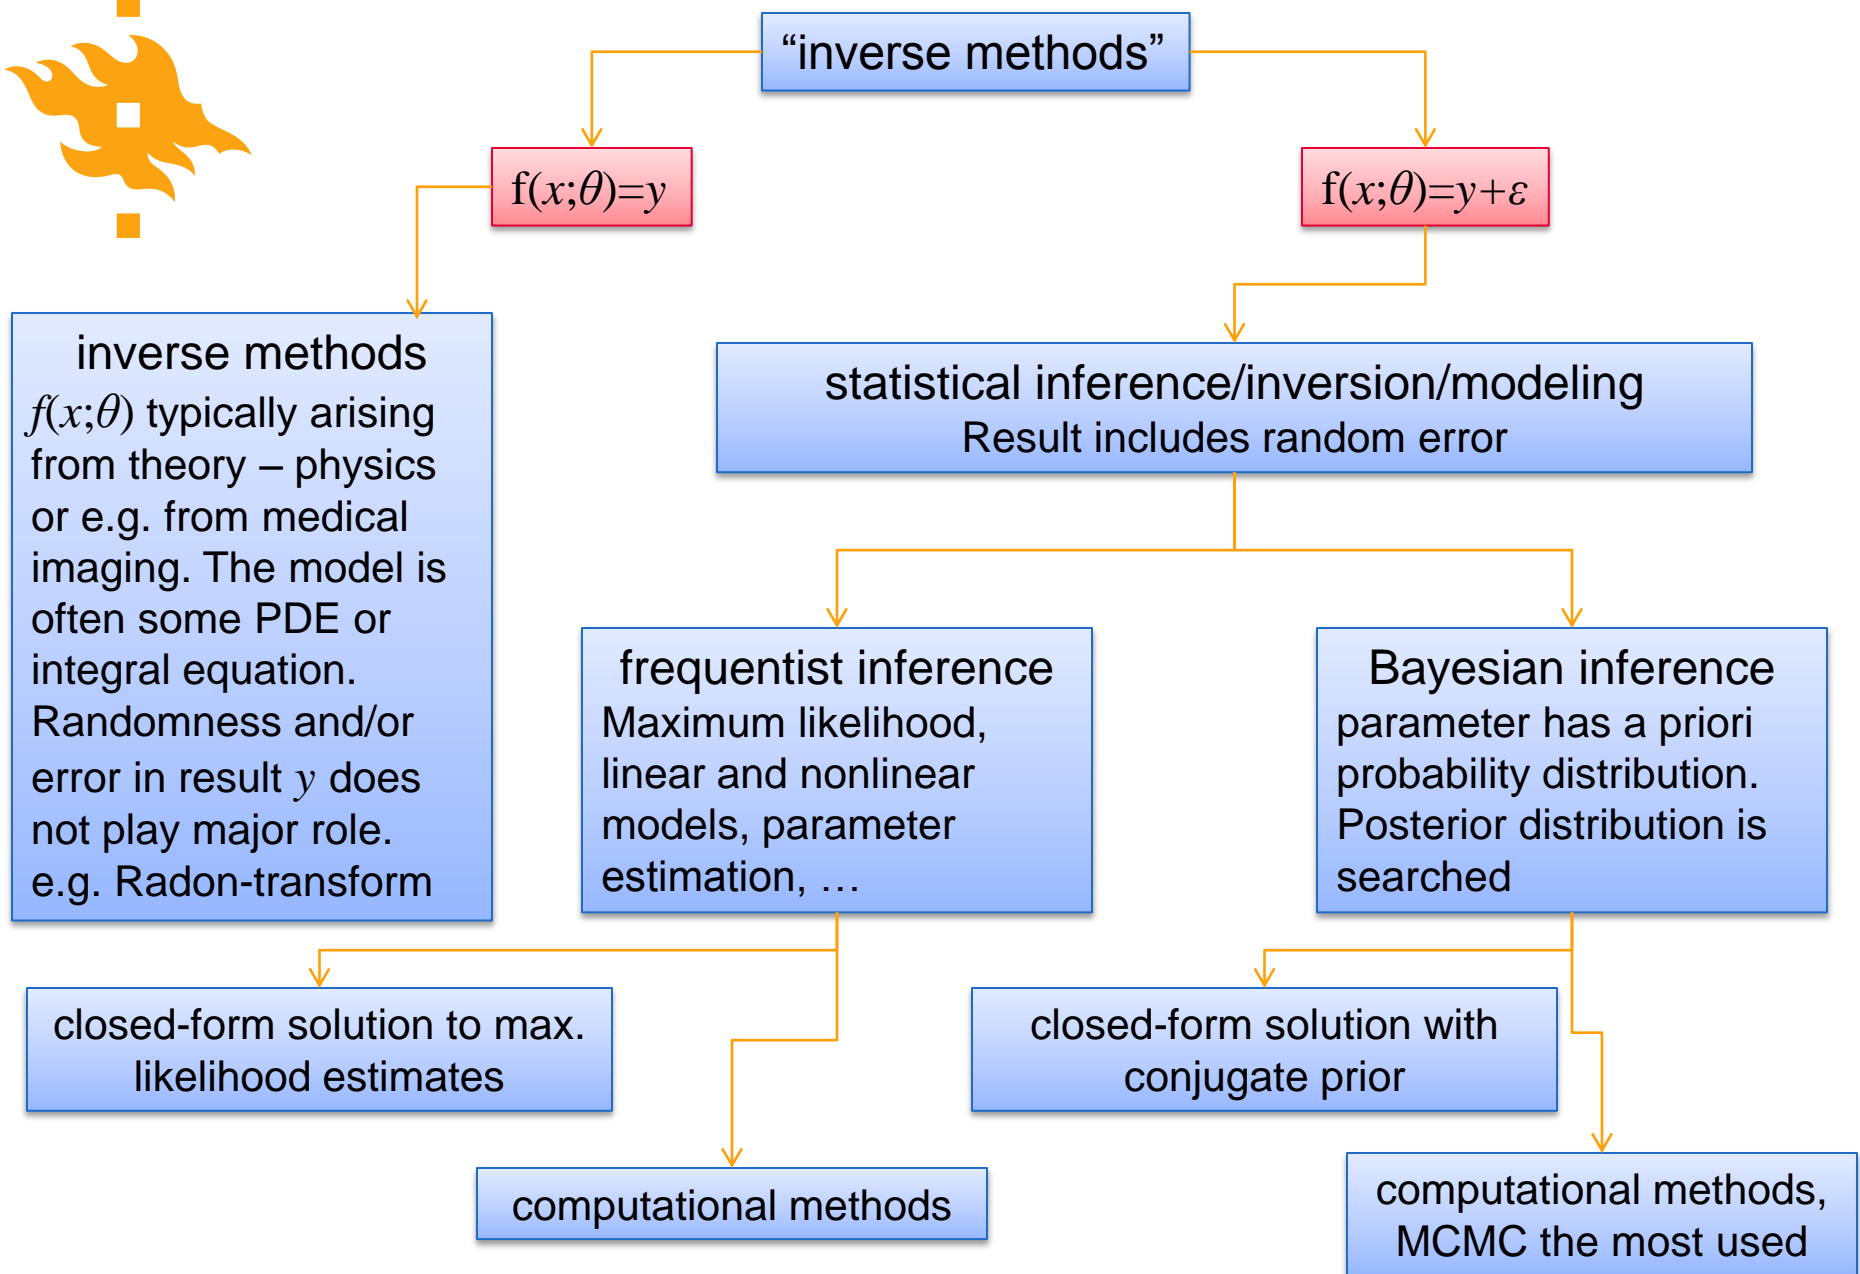 “inverse methods”
f(x;θ)=y
f(x;θ)=y+ε
inverse methods
f(x;θ) typically arising
from theory – physics
or e.g. from medical
imaging. The model is
often some PDE or
integral equation.
Randomness and/or
error in result y does
not play major role.
e.g. Radon-transform
statistical inference/inversion/modeling
Result includes random error
frequentist inference
Maximum likelihood,
linear and nonlinear
models, parameter
estimation, …
Bayesian inference
parameter has a priori
probability distribution.
Posterior distribution is
searched
closed-form solution to max.
likelihood estimates
computational methods
closed-form solution with
conjugate prior
computational methods,
MCMC the most used